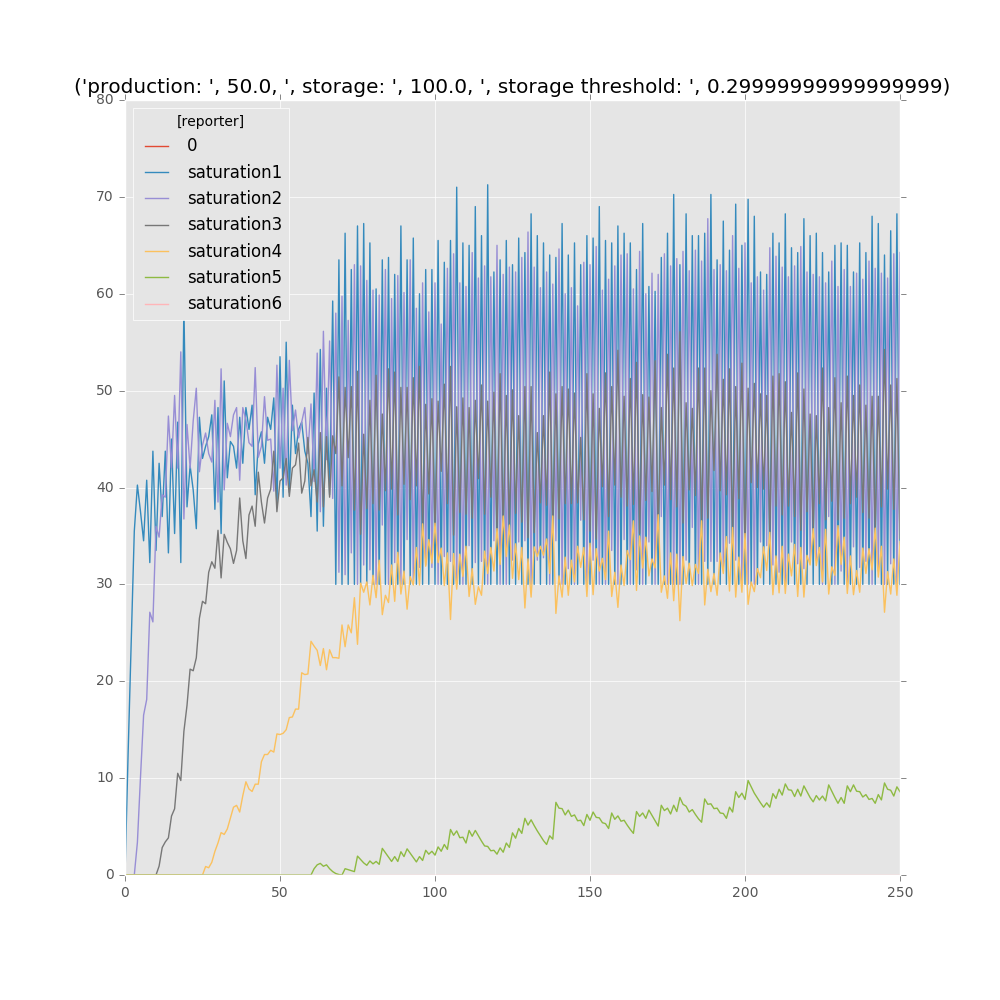 ('production: ', 50.0, ', storage: ', 100.0, ', storage threshold: ', 0.29999999999999999)
[reporter]
0
saturation1
saturation2
saturation3
saturation4
saturation5
saturation6
80
70
60
50
40
30
20
10
0
0 50 100 150 200 250